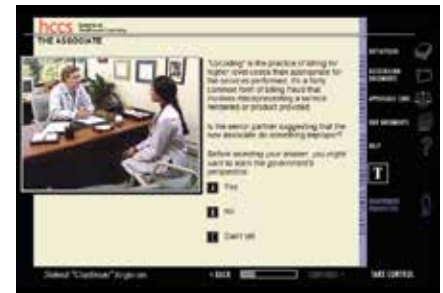 hccs
THE ASSOCIATE
"Upcoding" is the practice of billing for
higher level codes than appropriate for
the services performed. It's a fairly
common form of billing fraud that
involves misrepresenting a service
rendered or product provided.
Is the senior partner suggesting that the
new associate do something improper?
Before selecting your answer, you might
want to learn the government's
perspective.
Yes
No
Can't tell
HELP
T
Select "Continue" to go on.
< BACK
CONTINUE >
TAKE CONTROL